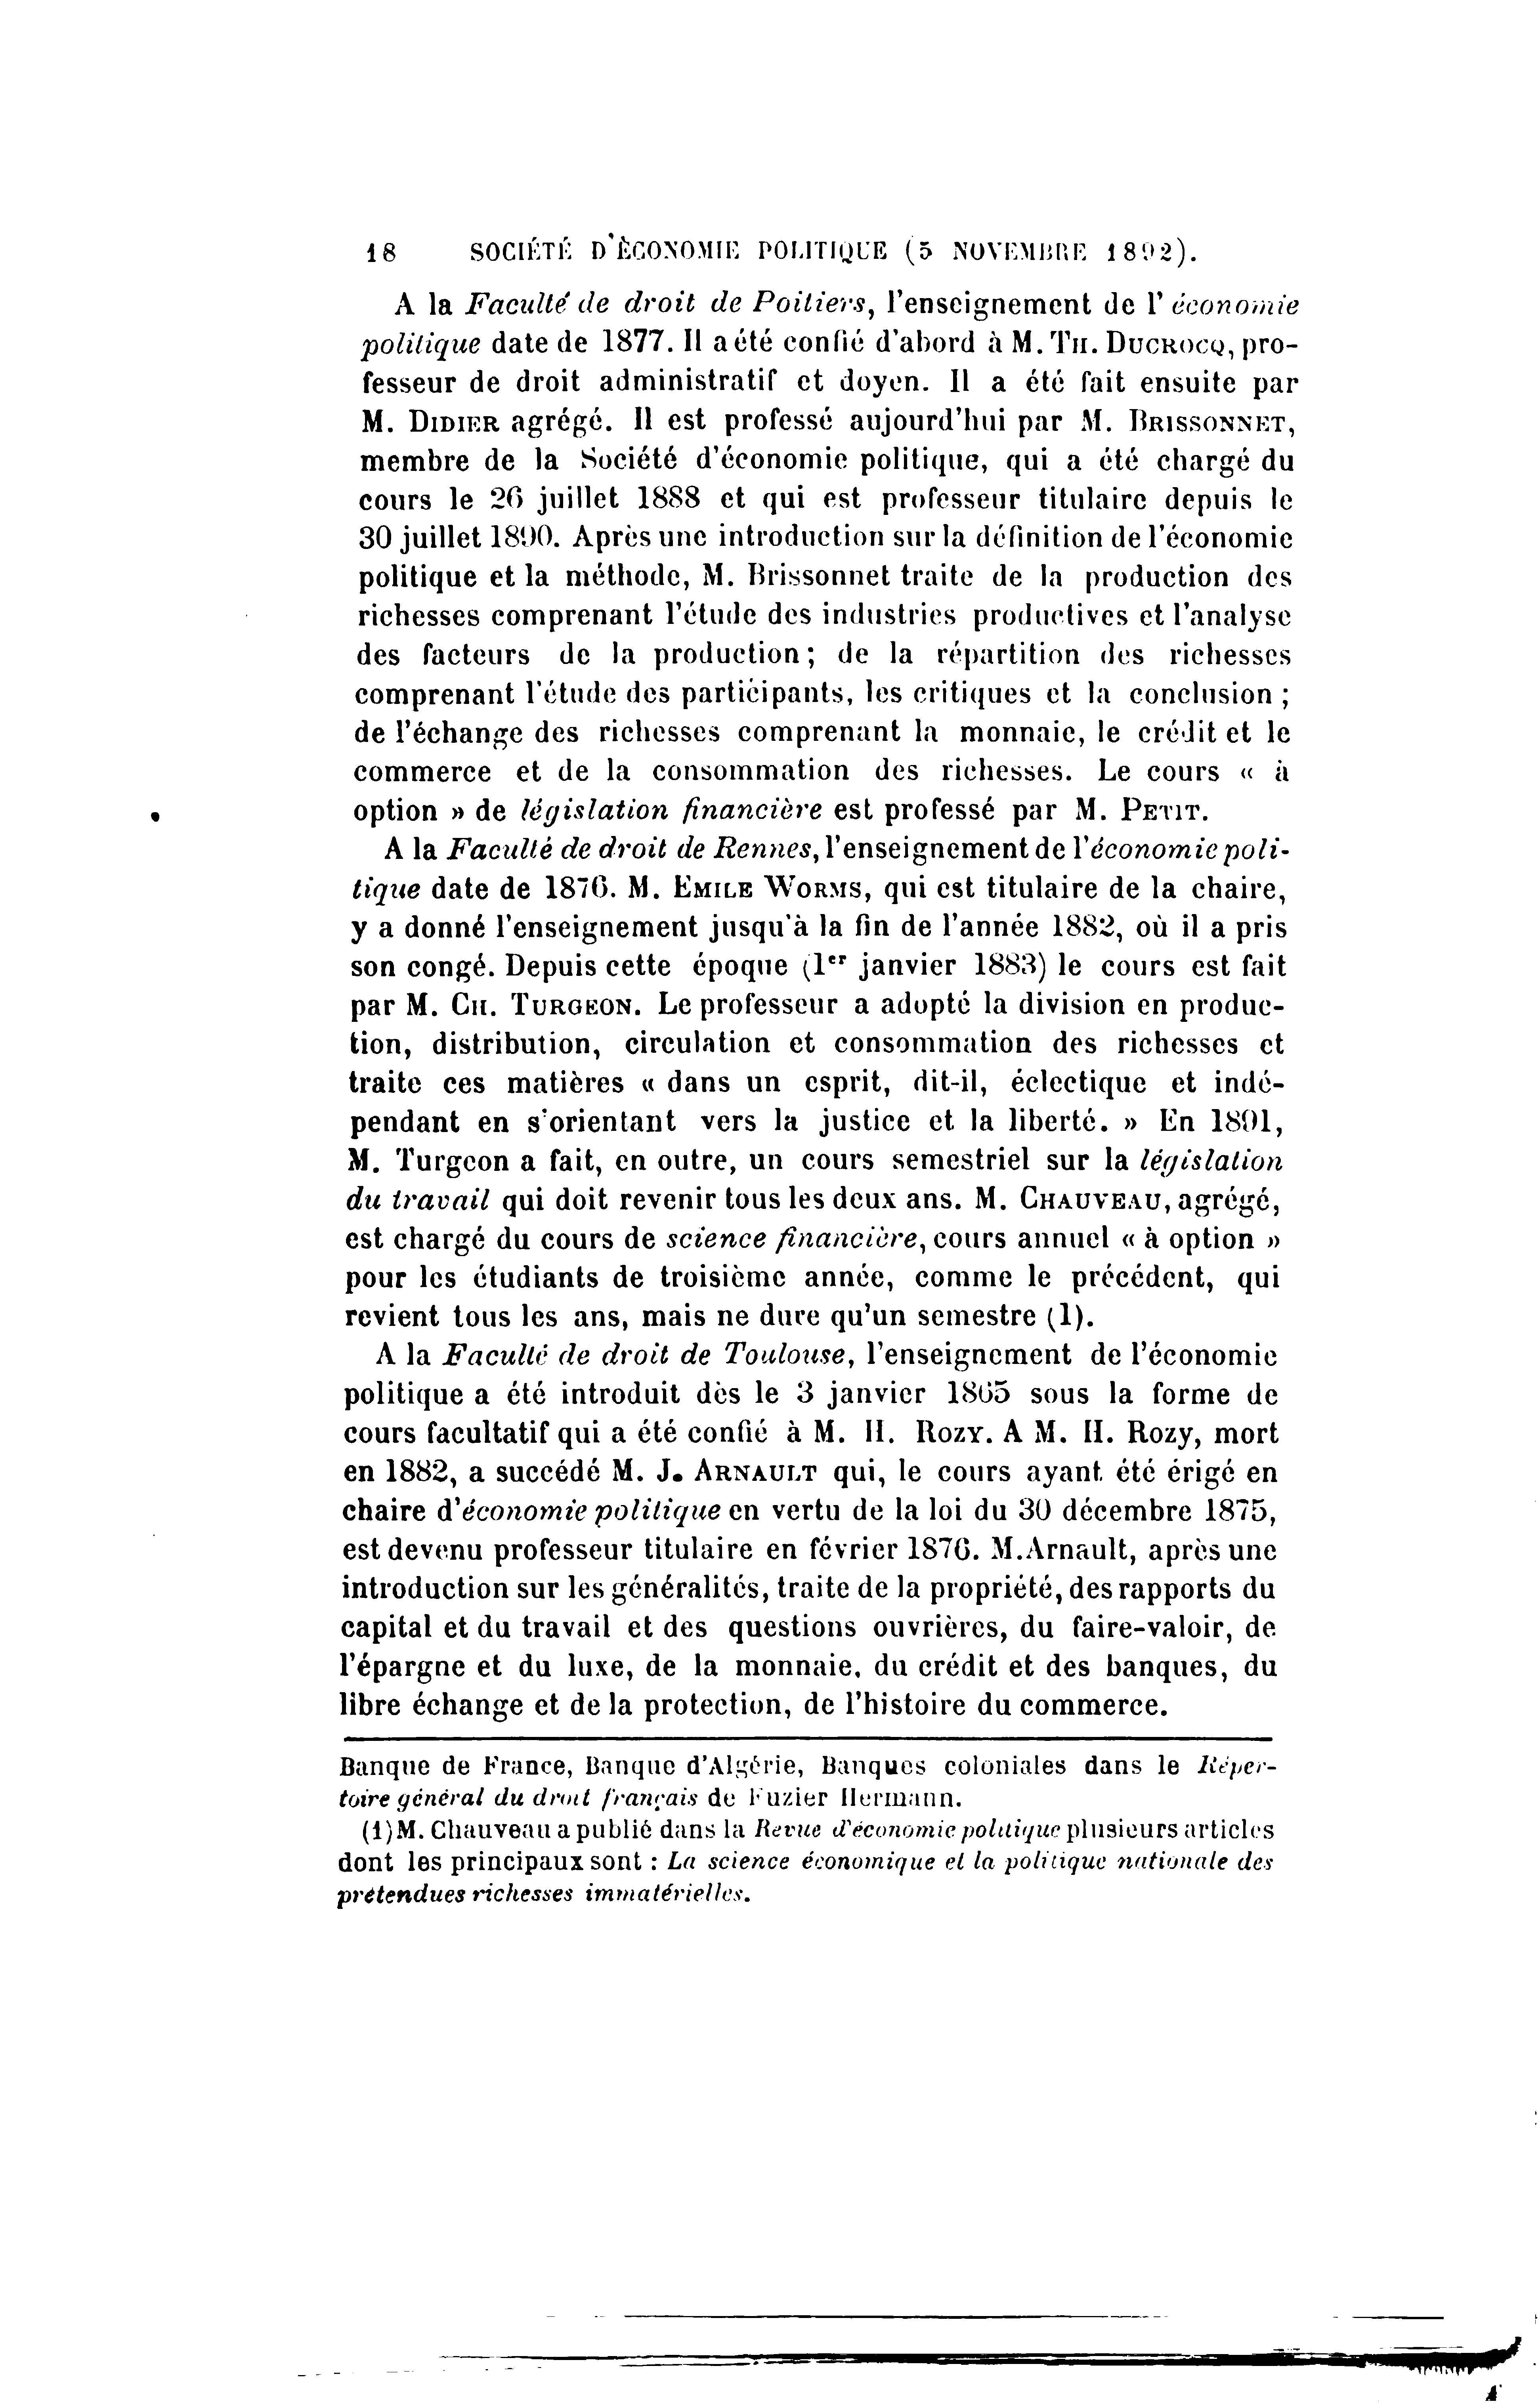 18 SOCIÉTÉ D'ÉCONOMIE POLITIQUE (5 NOVEMBRE 1892).
A la Faculté de droit de Poitiers, l'enseignement de l'économie
politique date de 1877. Il a été confié d'abord à M. TH. DUCROCQ, pro-
fesseur de droit administratif et doyen. Il a été fait ensuite par
M. DIDIER agrégé. Il est professé aujourd'hui par M. BRISSONNET,
membre de la Société d'économie politique, qui a été chargé du
cours le 26 juillet 1888 et qui est professeur titulaire depuis le
30 juillet 1890. Après une introduction sur la définition de l'économie
politique et la méthode, M. Brissonnet traite de la production des
richesses comprenant l'étude des industries productives et l'analyse
des facteurs de la production ; de la répartition des richesses
comprenant l'étude des participants, les critiques et la conclusion ;
de l'échange des richesses comprenant la monnaie, le crédit et le
commerce et de la consommation des richesses. Le cours « à
option » de législation financière est professé par M. PETIT.
A la Faculté de droit de Rennes, l'enseignement de l'économie poli-
tique date de 1876. M. EMILE WORMS, qui est titulaire de la chaire,
y a donné l'enseignement jusqu'à la fin de l'année 1882, où il a pris
son congé. Depuis cette époque (1er janvier 1883) le cours est fait
par M. CH. TURGEON. Le professeur a adopté la division en produc-
tion, distribution, circulation et consommation des richesses et
traite ces matières « dans un esprit, dit-il, éclectique et indé-
pendant en s'orientant vers la justice et la liberté. » En 1891,
M. Turgeon a fait, en outre, un cours semestriel sur la législation
du travail qui doit revenir tous les deux ans. M. CHAUVEAU, agrégé,
est chargé du cours de science financière, cours annuel « à option »
pour les étudiants de troisième année, comme le précédent, qui
revient tous les ans, mais ne dure qu'un semestre (1).
A la Faculté de droit de Toulouse, l'enseignement de l'économie
politique a été introduit dès le 3 janvier 1865 sous la forme de
cours facultatif qui a été confié à M. H. ROZY. A M. H. Rozy, mort
en 1882, a succédé M. J. ARNAULT qui, le cours ayant été érigé en
chaire d'économie politique en vertu de la loi du 30 décembre 1875,
est devenu professeur titulaire en février 1876. M. Arnault, après une
introduction sur les généralités, traite de la propriété, des rapports du
capital et du travail et des questions ouvrières, du faire-valoir, de
l'épargne et du luxe, de la monnaie, du crédit et des banques, du
libre échange et de la protection, de l'histoire du commerce.
Banque de France, Banque d'Algérie, Banques coloniales dans le Réper-
toire général du droit français de Fuzier Hermann.
(1) M. Chauveau a publié dans la Revue d'économie politique plusieurs articles
dont les principaux sont : La science économique et la politique nationale des
prétendues richesses immatérielles.